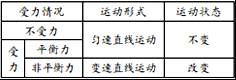 受力情况 运动形式 运动状态
不受力 匀速直线运动 不变
受力 平衡力
非平衡力 变速直线运动 改变